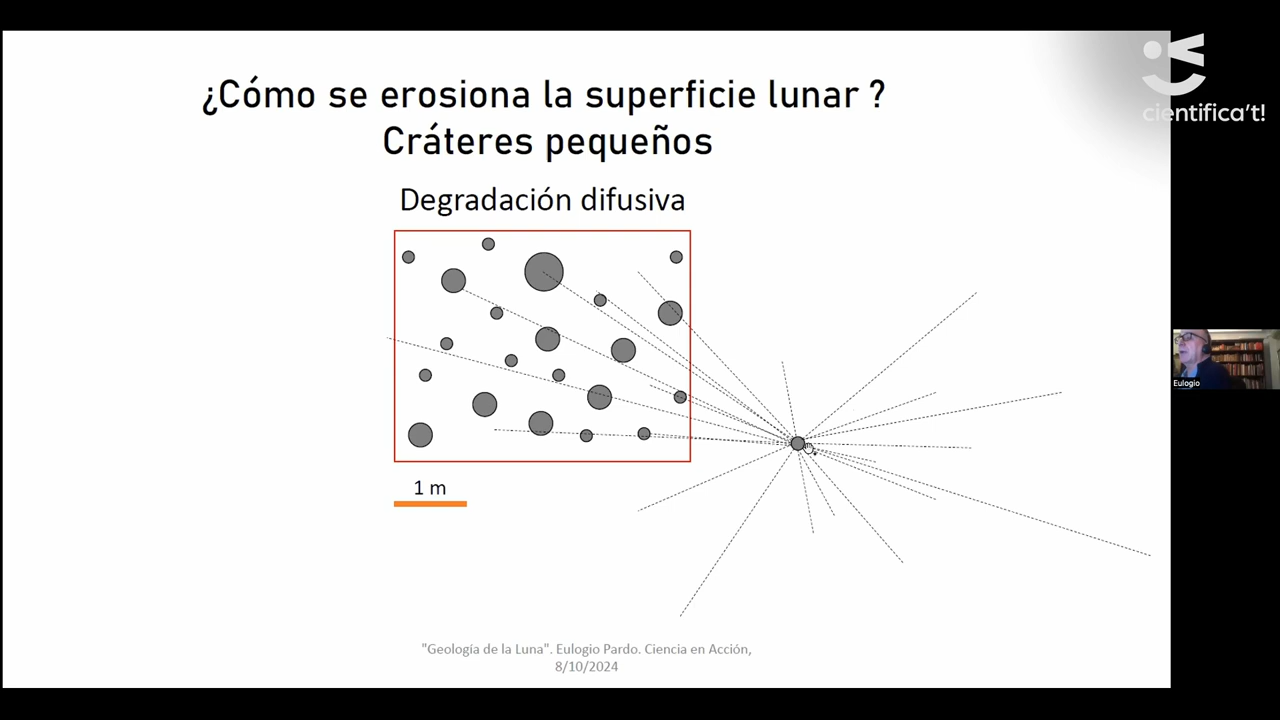 ¿Cómo se erosiona la superficie lunar ?
Cráteres pequeños
Degradación difusiva
1 m
"Geología de la Luna". Eulogio Pardo. Ciencia en Acción,
8/10/2024
cientifica't!
Eulogio